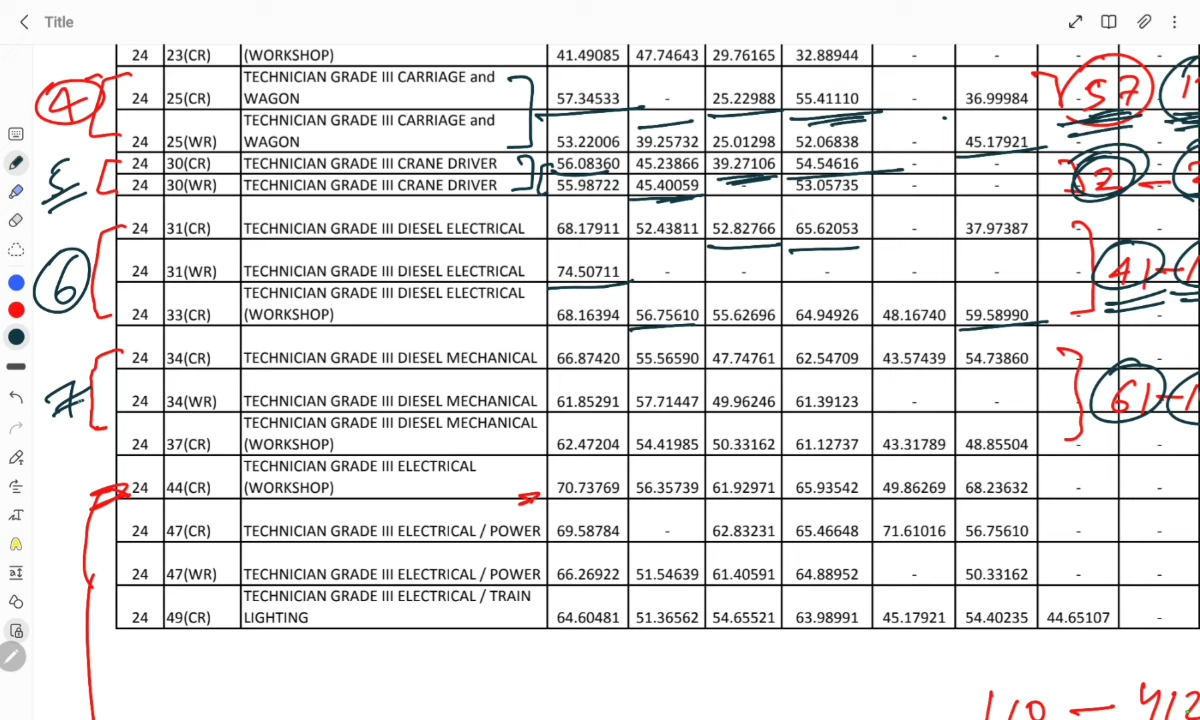 Title
24 23(CR) (WORKSHOP) 41.49085 47.74643 29.76165 32.88944 - - - -
TECHNICIAN GRADE III CARRIAGE and
4 24 25(CR) WAGON 57.34533 - 25.22988 55.41110 - 36.99984 - - 57
TECHNICIAN GRADE III CARRIAGE and
24 25(WR) WAGON 53.22006 39.25732 25.01298 52.06838 - 45.17921 - -
5 24 30(CR) TECHNICIAN GRADE III CRANE DRIVER 56.08360 45.23866 39.27106 54.54616 - - - -
24 30(WR) TECHNICIAN GRADE III CRANE DRIVER 55.98722 45.40059 - 53.05735 - - - - 2 -
24 31(CR) TECHNICIAN GRADE III DIESEL ELECTRICAL 68.17911 52.43811 52.82766 65.62053 - 37.97387 - -
6 24 31(WR) TECHNICIAN GRADE III DIESEL ELECTRICAL 74.50711 - - - - - - - 41 -
TECHNICIAN GRADE III DIESEL ELECTRICAL
24 33(CR) (WORKSHOP) 68.16394 56.75610 55.62696 64.94926 48.16740 59.58990 - -
24 34(CR) TECHNICIAN GRADE III DIESEL MECHANICAL 66.87420 55.56590 47.74761 62.54709 43.57439 54.73860 - -
7 24 34(WR) TECHNICIAN GRADE III DIESEL MECHANICAL 61.85291 57.71447 49.96246 61.39123 - - - - 61 -
TECHNICIAN GRADE III DIESEL MECHANICAL
24 37(CR) (WORKSHOP) 62.47204 54.41985 50.33162 61.12737 43.31789 48.85504 - -
TECHNICIAN GRADE III ELECTRICAL
24 44(CR) (WORKSHOP) 70.73769 56.35739 61.92971 65.93542 49.86269 68.23632 - -
24 47(CR) TECHNICIAN GRADE III ELECTRICAL / POWER 69.58784 - 62.83231 65.46648 71.61016 56.75610 - -
24 47(WR) TECHNICIAN GRADE III ELECTRICAL / POWER 66.26922 51.54639 61.40591 64.88952 - 50.33162 - -
TECHNICIAN GRADE III ELECTRICAL / TRAIN
24 49(CR) LIGHTING 64.60481 51.36562 54.65521 63.98991 45.17921 54.40235 44.65107 -
110 - 412